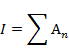 I = ∑ Aₙ